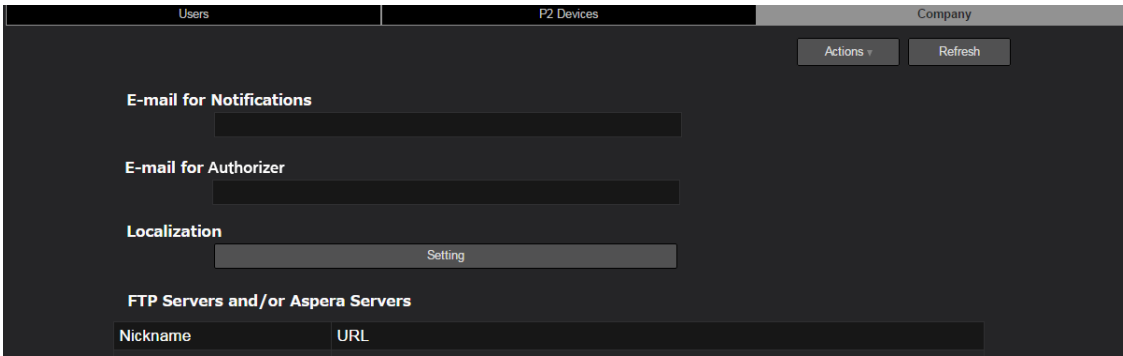 Users P2 Devices Company
Actions ▼ Refresh
E-mail for Notifications
E-mail for Authorizer
Localization
Setting
FTP Servers and/or Aspera Servers
Nickname URL